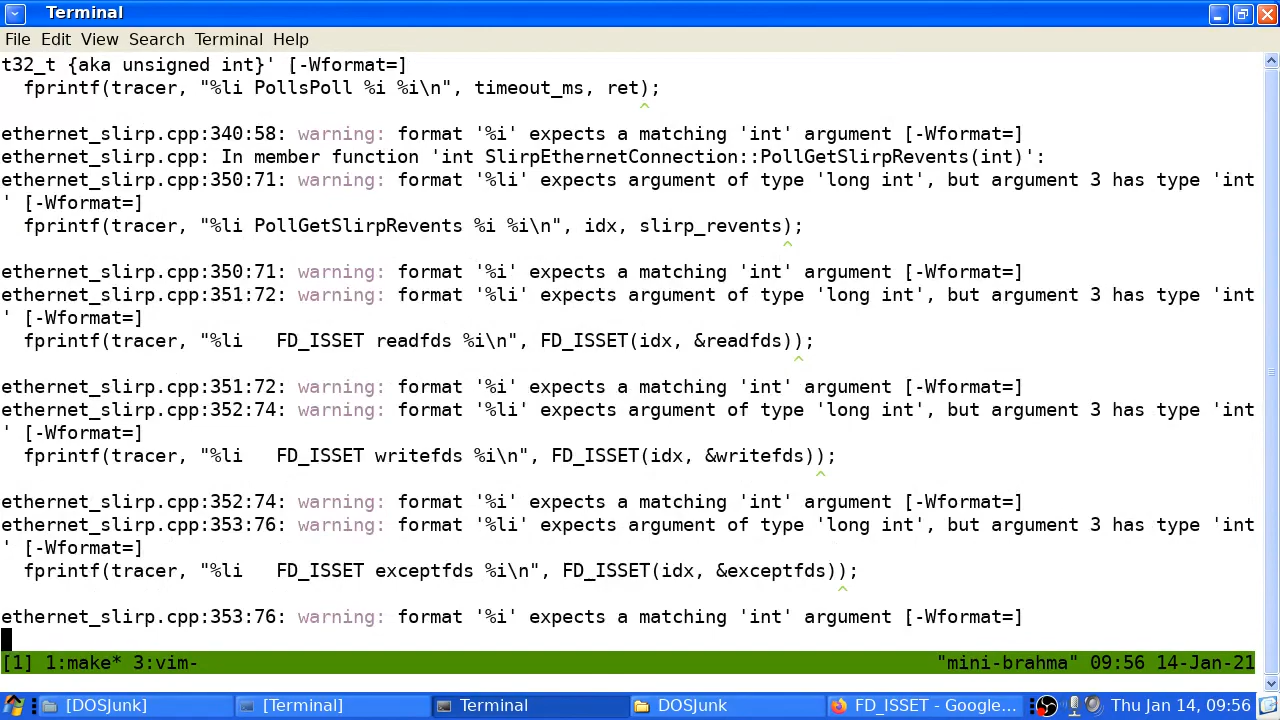 Terminal
File Edit View Search Terminal Help
t32_t {aka unsigned int}' [-Wformat=]
  fprintf(tracer, "%li PollsPoll %i %i\n", timeout_ms, ret);
^
ethernet_slirp.cpp:340:58: warning: format '%i' expects a matching 'int' argument [-Wformat=]
ethernet_slirp.cpp: In member function 'int SlirpEthernetConnection::PollGetSlirpRevents(int)':
ethernet_slirp.cpp:350:71: warning: format '%li' expects argument of type 'long int', but argument 3 has type 'int
' [-Wformat=]
  fprintf(tracer, "%li PollGetSlirpRevents %i %i\n", idx, slirp_revents);
^
ethernet_slirp.cpp:350:71: warning: format '%i' expects a matching 'int' argument [-Wformat=]
ethernet_slirp.cpp:351:72: warning: format '%li' expects argument of type 'long int', but argument 3 has type 'int
' [-Wformat=]
  fprintf(tracer, "%li   FD_ISSET readfds %i\n", FD_ISSET(idx, &readfds));
^
ethernet_slirp.cpp:351:72: warning: format '%i' expects a matching 'int' argument [-Wformat=]
ethernet_slirp.cpp:352:74: warning: format '%li' expects argument of type 'long int', but argument 3 has type 'int
' [-Wformat=]
  fprintf(tracer, "%li   FD_ISSET writefds %i\n", FD_ISSET(idx, &writefds));
^
ethernet_slirp.cpp:352:74: warning: format '%i' expects a matching 'int' argument [-Wformat=]
ethernet_slirp.cpp:353:76: warning: format '%li' expects argument of type 'long int', but argument 3 has type 'int
' [-Wformat=]
  fprintf(tracer, "%li   FD_ISSET exceptfds %i\n", FD_ISSET(idx, &exceptfds));
^
ethernet_slirp.cpp:353:76: warning: format '%i' expects a matching 'int' argument [-Wformat=]
[1] 1:make* 3:vim- "mini-brahma" 09:56 14-Jan-21
[DOSJunk] [Terminal] Terminal DOSJunk FD_ISSET - Google... Thu Jan 14, 09:56